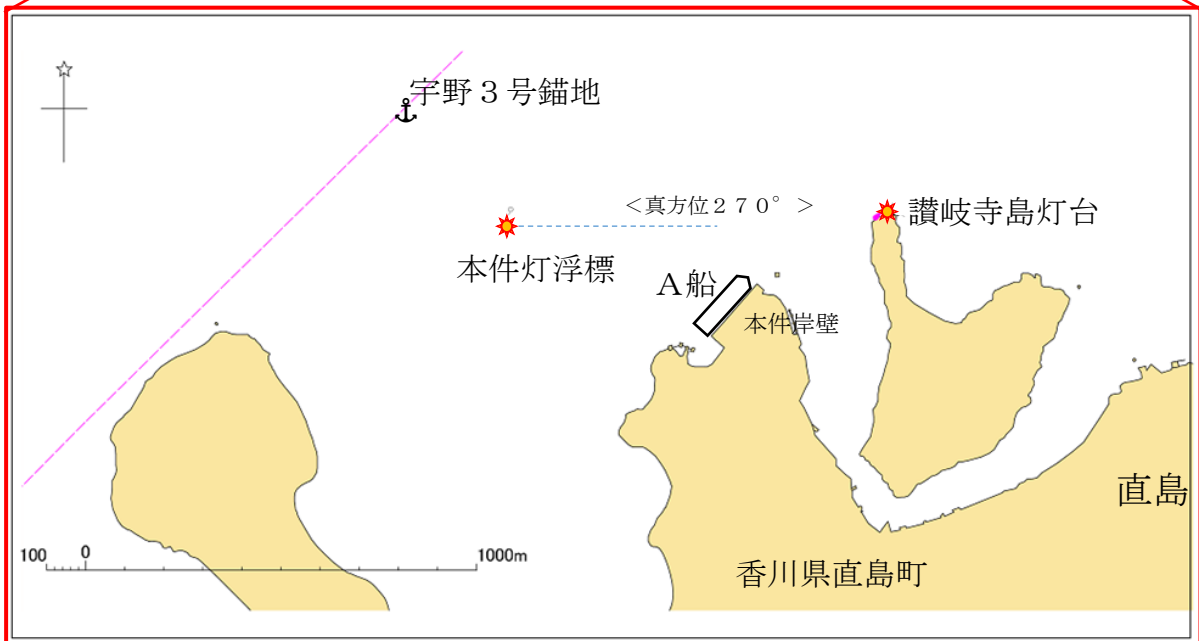 宇野３号錨地
＜真方位２７０°＞
讃岐寺島灯台
本件灯浮標
Ａ船
本件岸壁
直島
100 0 1000m
香川県直島町